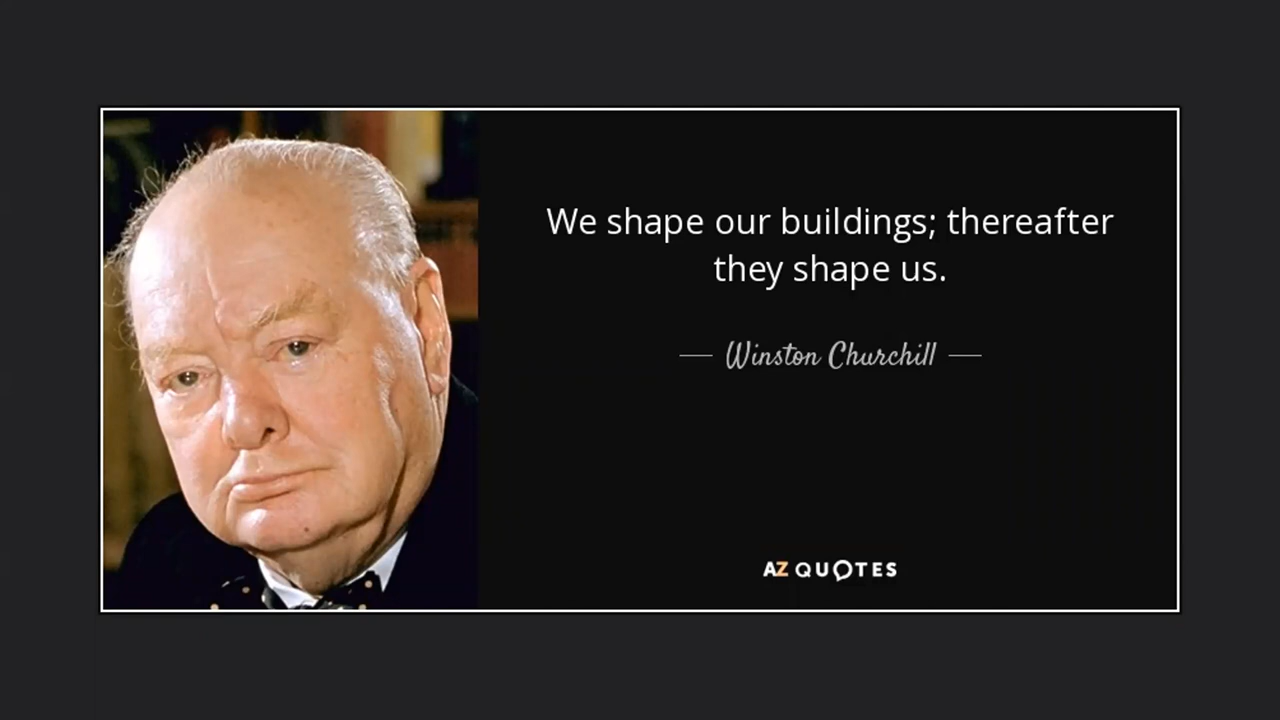 We shape our buildings; thereafter
they shape us.
Winston Churchill
AZ QUOTES